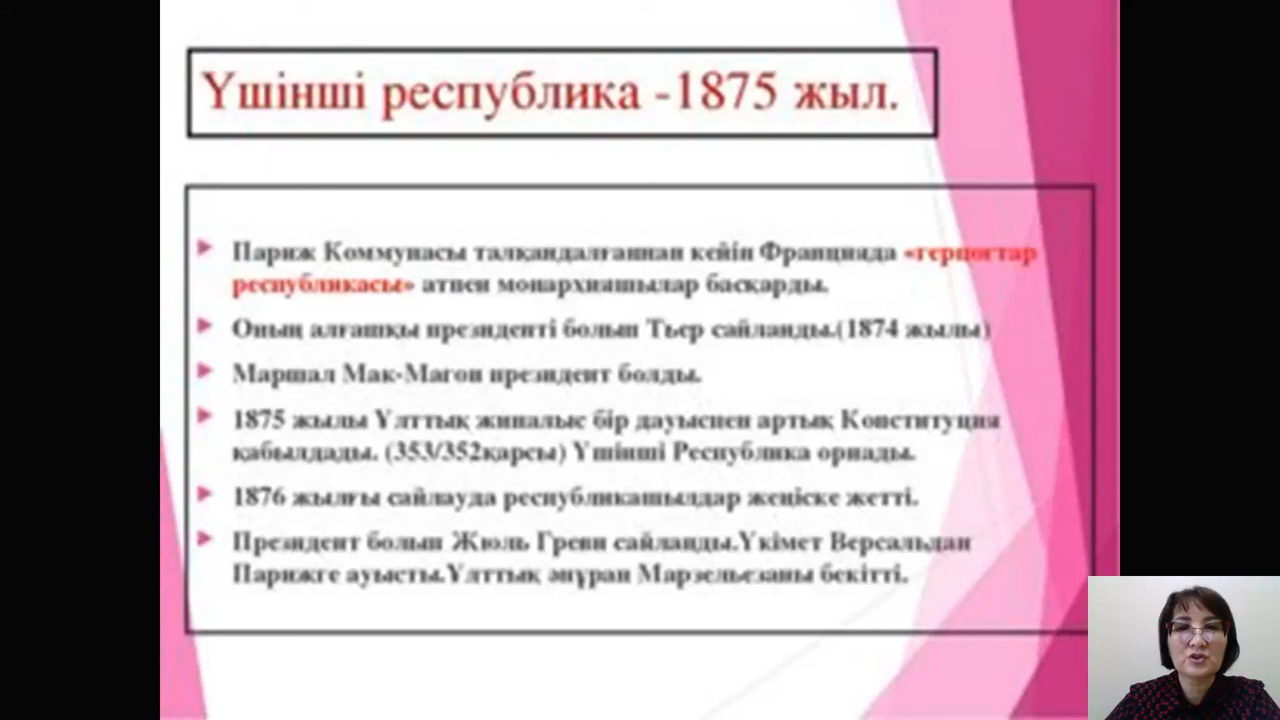 Үшінші республика -1875 жыл.
Париж Коммунасы талқандалғаннан кейін Францияда «герцогтар
республикасы» атпен монархияшылар басқарды.
Оның алғашқы президенті болып Тьер сайланды.(1874 жылы)
Маршал Мак-Магон президент болды.
1875 жылы Ұлттық жиналыс бір дауыспен артық Конституция
қабылдады. (353/352қарсы) Үшінші Республика орнады.
1876 жылғы сайлауда республикашылдар жеңіске жетті.
Президент болып Жюль Греви сайланды.Үкімет Версальдан
Парижге ауысты.Ұлттық әнұран Марзельезаны бекітті.